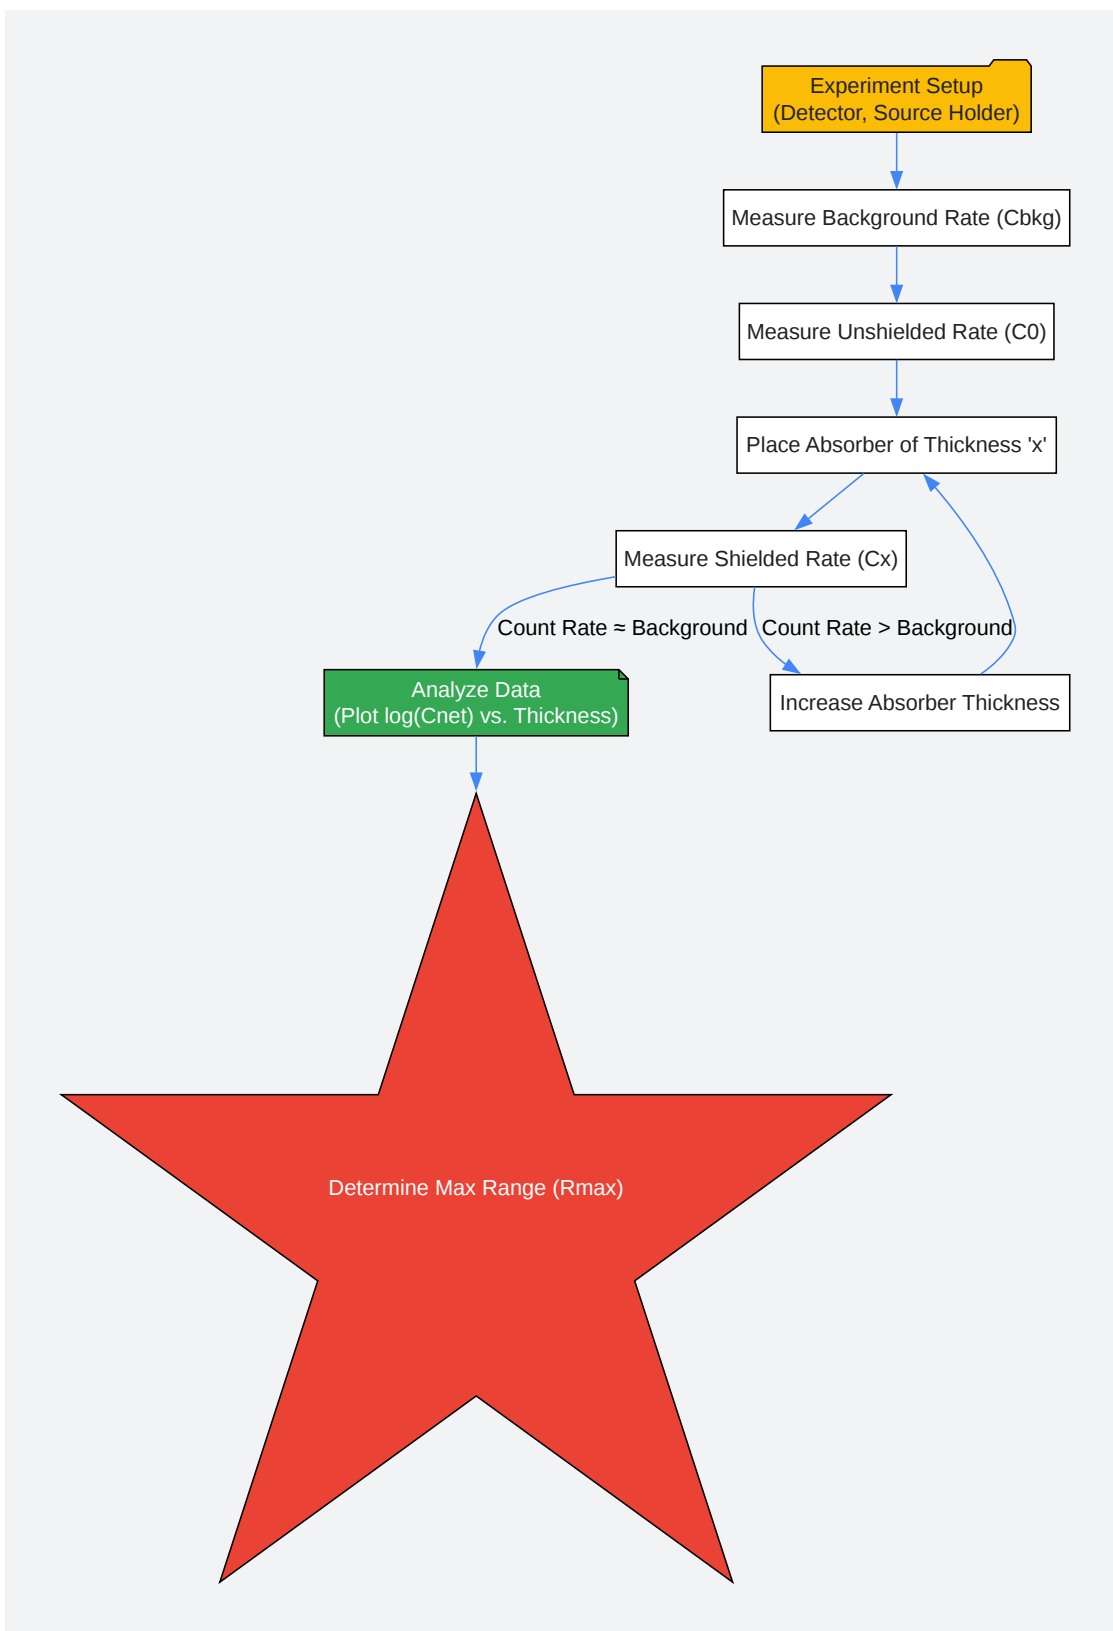 Experiment Setup
(Detector, Source Holder)
Measure Background Rate (Cbkg)
Measure Unshielded Rate (C0)
Place Absorber of Thickness 'x'
Measure Shielded Rate (Cx)
Count Rate ≈ Background
Count Rate > Background
Analyze Data
(Plot log(Cnet) vs. Thickness)
Increase Absorber Thickness
Determine Max Range (Rmax)